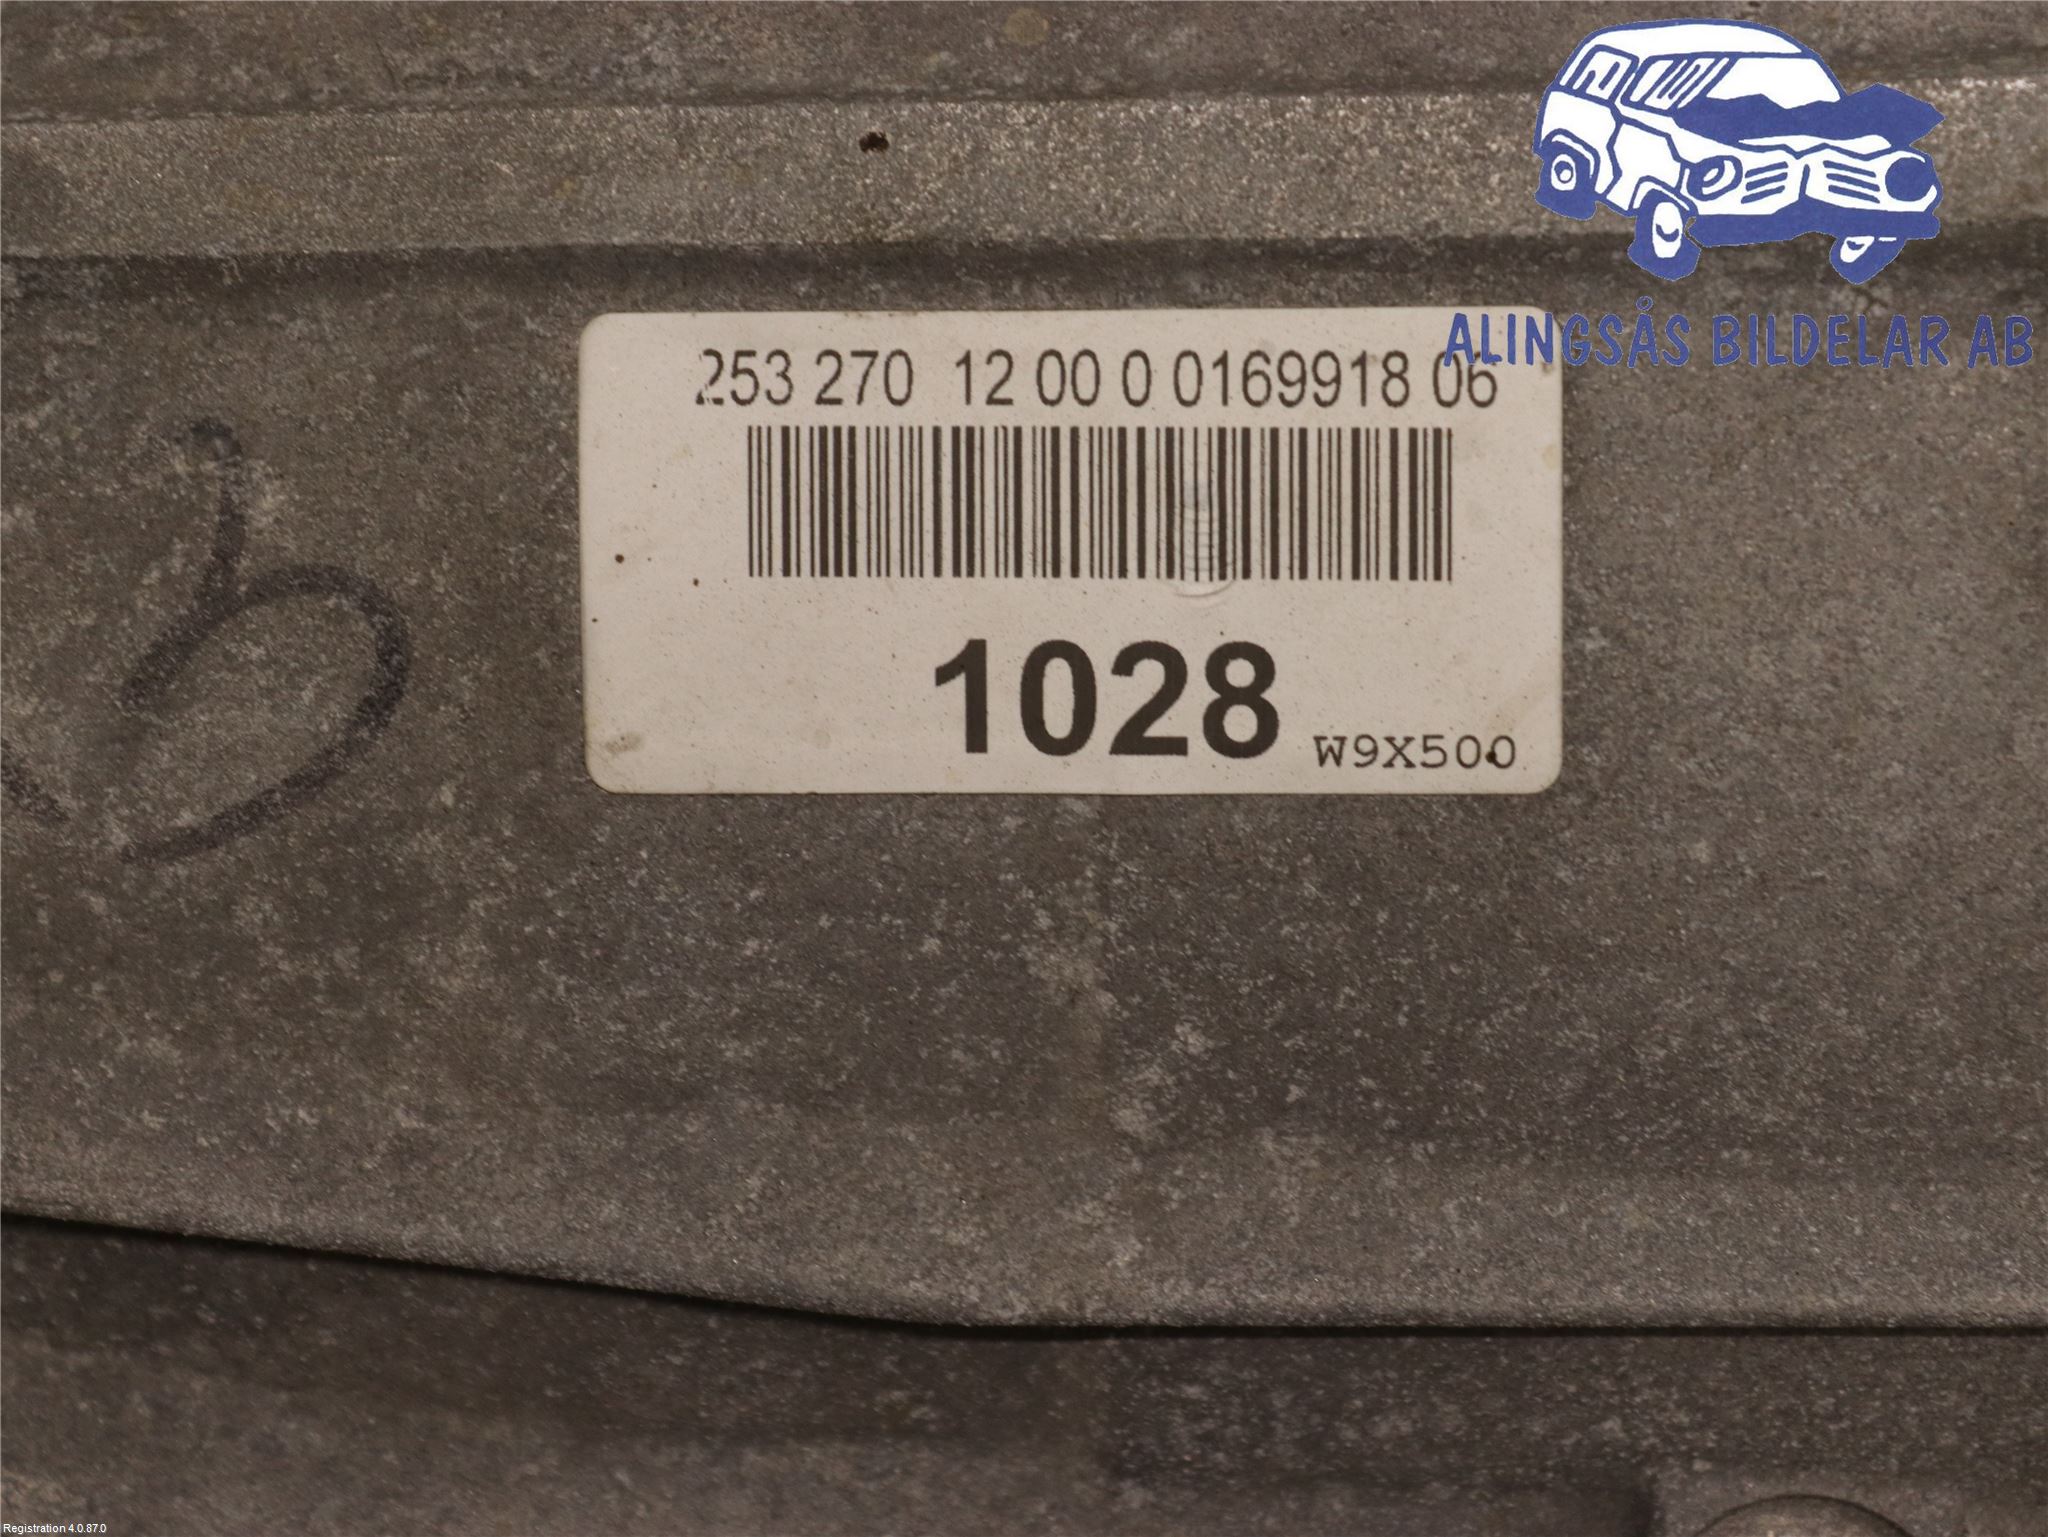 ALINGSÅS BILDELAR AB
253 270 12 00 0 0169918 06
1028
W9X500
Registration 4.0.87.0